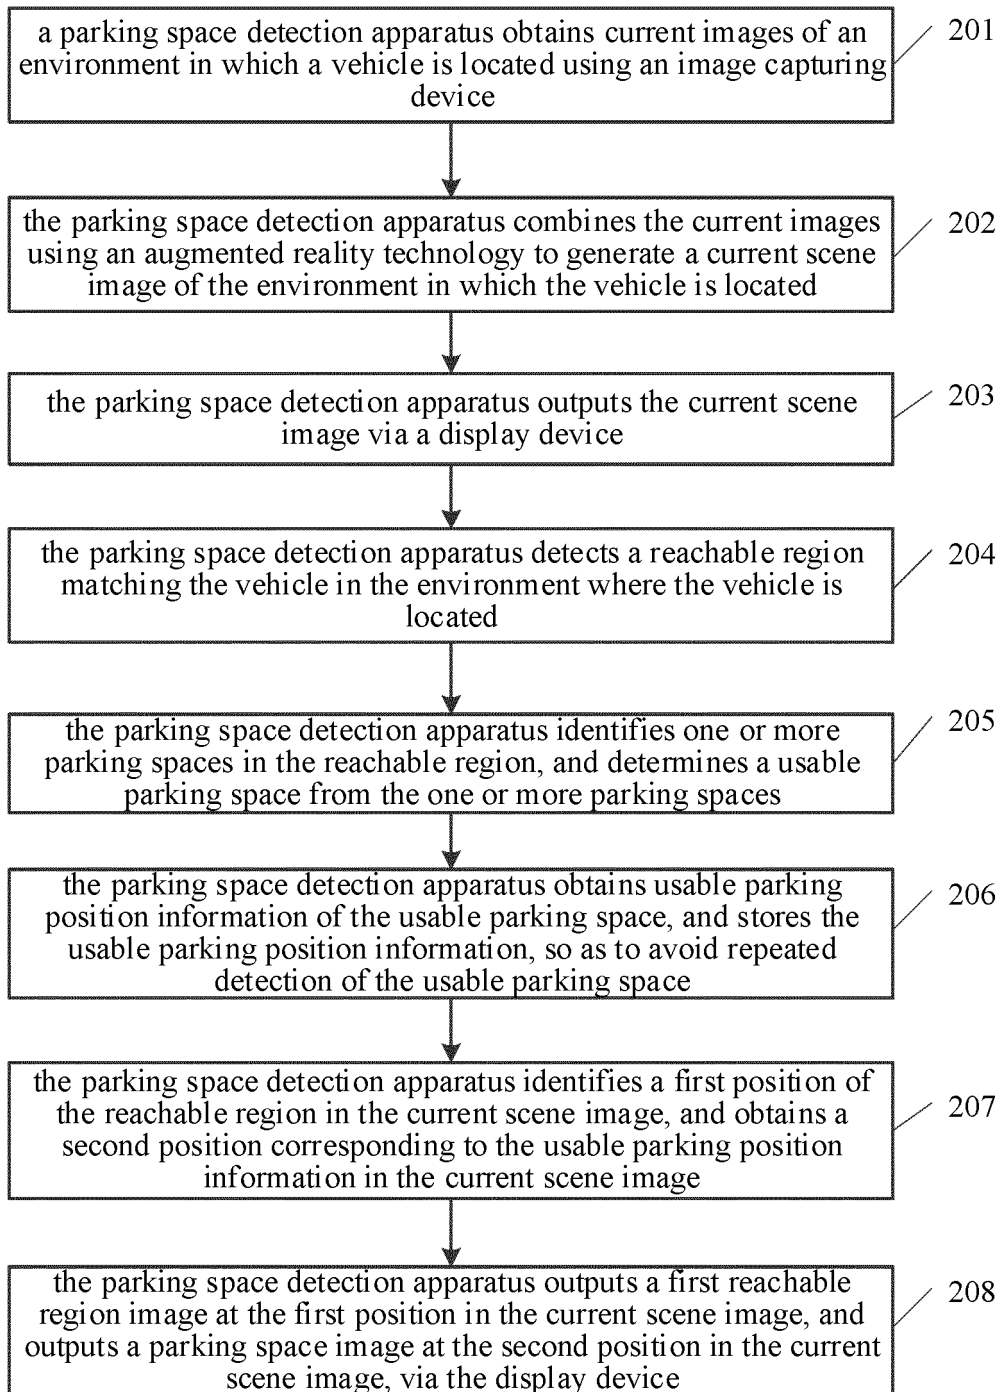 a parking space detection apparatus obtains current images of an
environment in which a vehicle is located using an image capturing
device
201
the parking space detection apparatus combines the current images
using an augmented reality technology to generate a current scene
image of the environment in which the vehicle is located
202
the parking space detection apparatus outputs the current scene
image via a display device
203
the parking space detection apparatus detects a reachable region
matching the vehicle in the environment where the vehicle is
located
204
the parking space detection apparatus identifies one or more
parking spaces in the reachable region, and determines a usable
parking space from the one or more parking spaces
205
the parking space detection apparatus obtains usable parking
position information of the usable parking space, and stores the
usable parking position information, so as to avoid repeated
detection of the usable parking space
206
the parking space detection apparatus identifies a first position of
the reachable region in the current scene image, and obtains a
second position corresponding to the usable parking position
information in the current scene image
207
the parking space detection apparatus outputs a first reachable
region image at the first position in the current scene image, and
outputs a parking space image at the second position in the current
scene image, via the display device
208